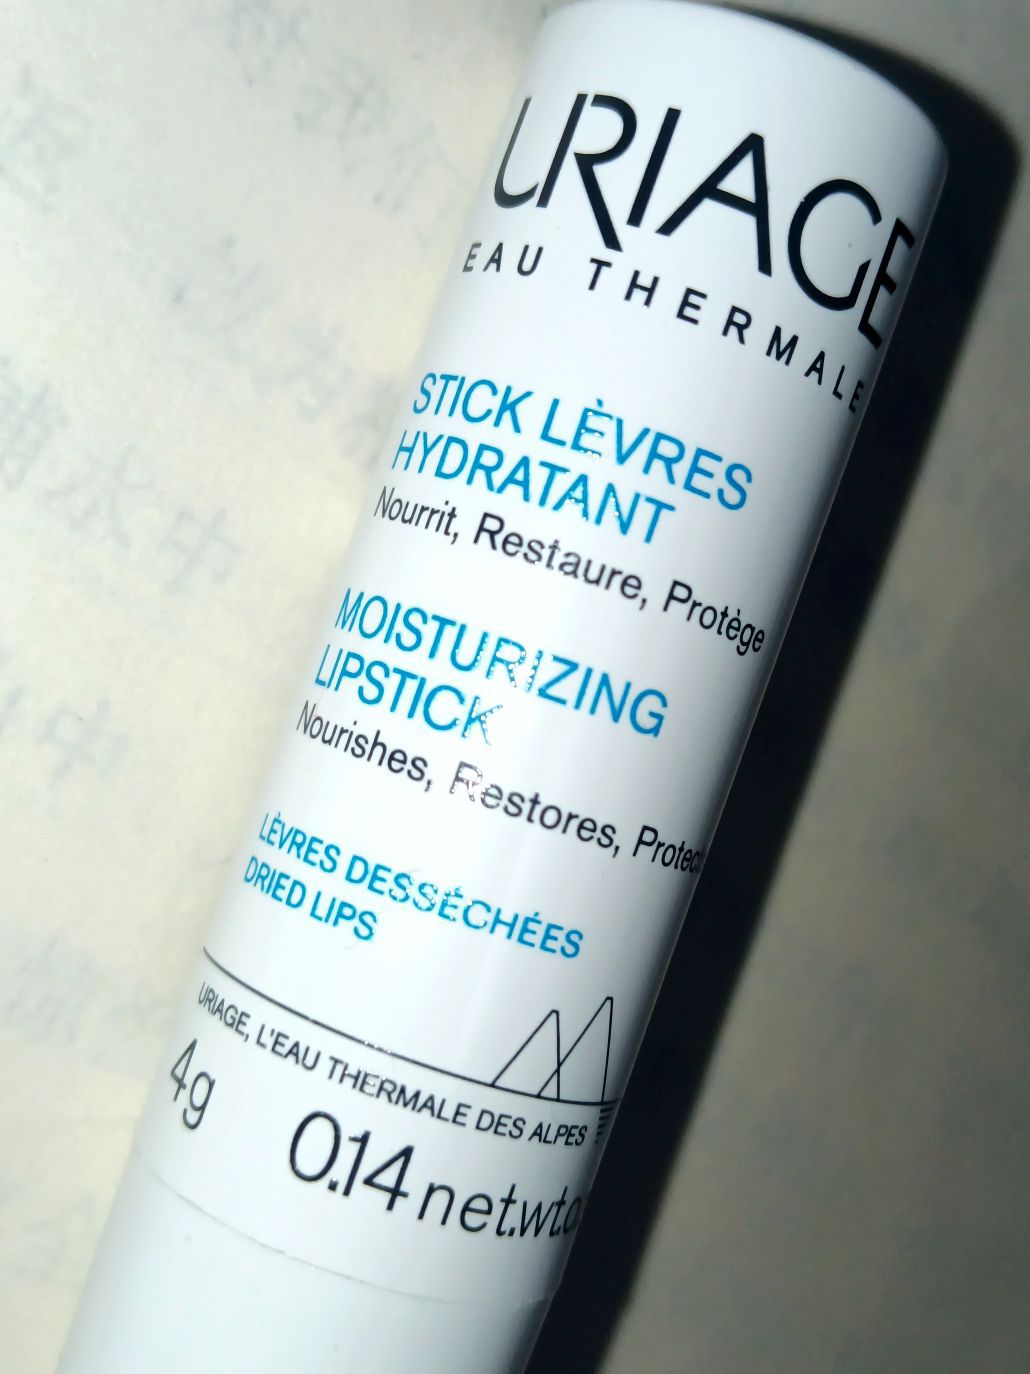 URIAGE
EAU THERMALE
STICK LÈVRES
HYDRATANT
Nourrit, Restaure, Protège
MOISTURIZING
LIPSTICK
Nourishes, Restores, Protec
LÈVRES DESSÉCHÉES
DRIED LIPS
URIAGE, L'EAU THERMALE DES ALPES
4g 0.14 net.wt.o